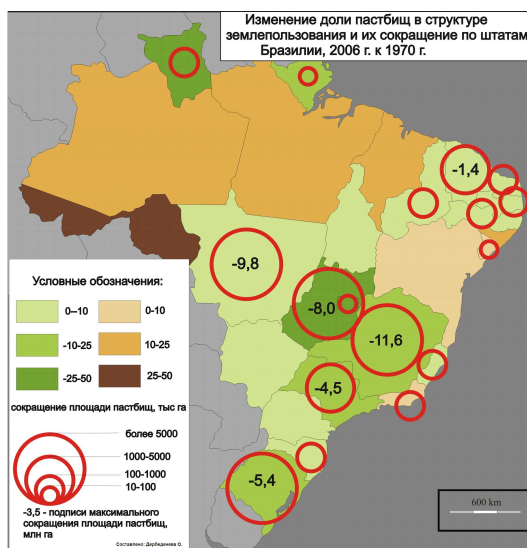 Изменение доли пастбищ в структуре
землепользования и их сокращение по штатам
Бразилии, 2006 г. к 1970 г.
-1,4
-9,8
-8,0
-11,6
-4,5
-5,4
Условные обозначения:
0–10 0-10
-10-25 10-25
-25-50 25-50
сокращение площади пастбищ, тыс га
более 5000
1000-5000
100-1000
10-100
-3,5 - подписи максимального
сокращения площади пастбищ,
млн га
Составлено: Дербеденева О.
600 км